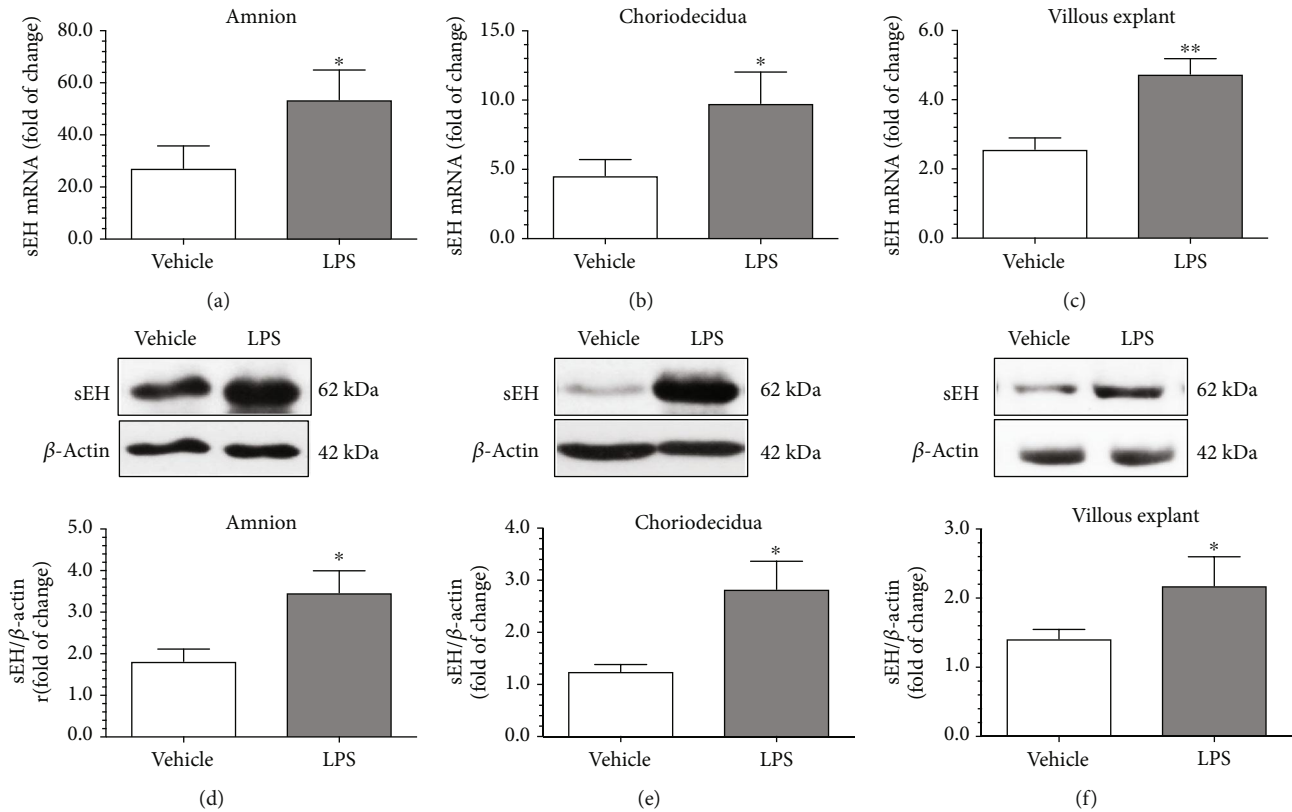 Amnion
sEH mRNA (fold of change)
80.0
60.0
40.0
20.0
0.0
*
Vehicle
LPS
(a)
Choriodecidua
sEH mRNA (fold of change)
15.0
10.0
5.0
0.0
*
Vehicle
LPS
(b)
Villous explant
sEH mRNA (fold of change)
6.0
4.0
2.0
0.0
**
Vehicle
LPS
(c)
Vehicle LPS
sEH 62 kDa
β-Actin 42 kDa
Amnion
sEH/β-actin
r(fold of change)
5.0
4.0
3.0
2.0
1.0
0.0
*
Vehicle
LPS
(d)
Vehicle LPS
sEH 62 kDa
β-Actin 42 kDa
Choriodecidua
sEH/β-actin
(fold of change)
4.0
3.0
2.0
1.0
0.0
*
Vehicle
LPS
(e)
Vehicle LPS
sEH 62 kDa
β-Actin 42 kDa
Villous explant
sEH/β-actin
(fold of change)
3.0
2.0
1.0
0.0
*
Vehicle
LPS
(f)